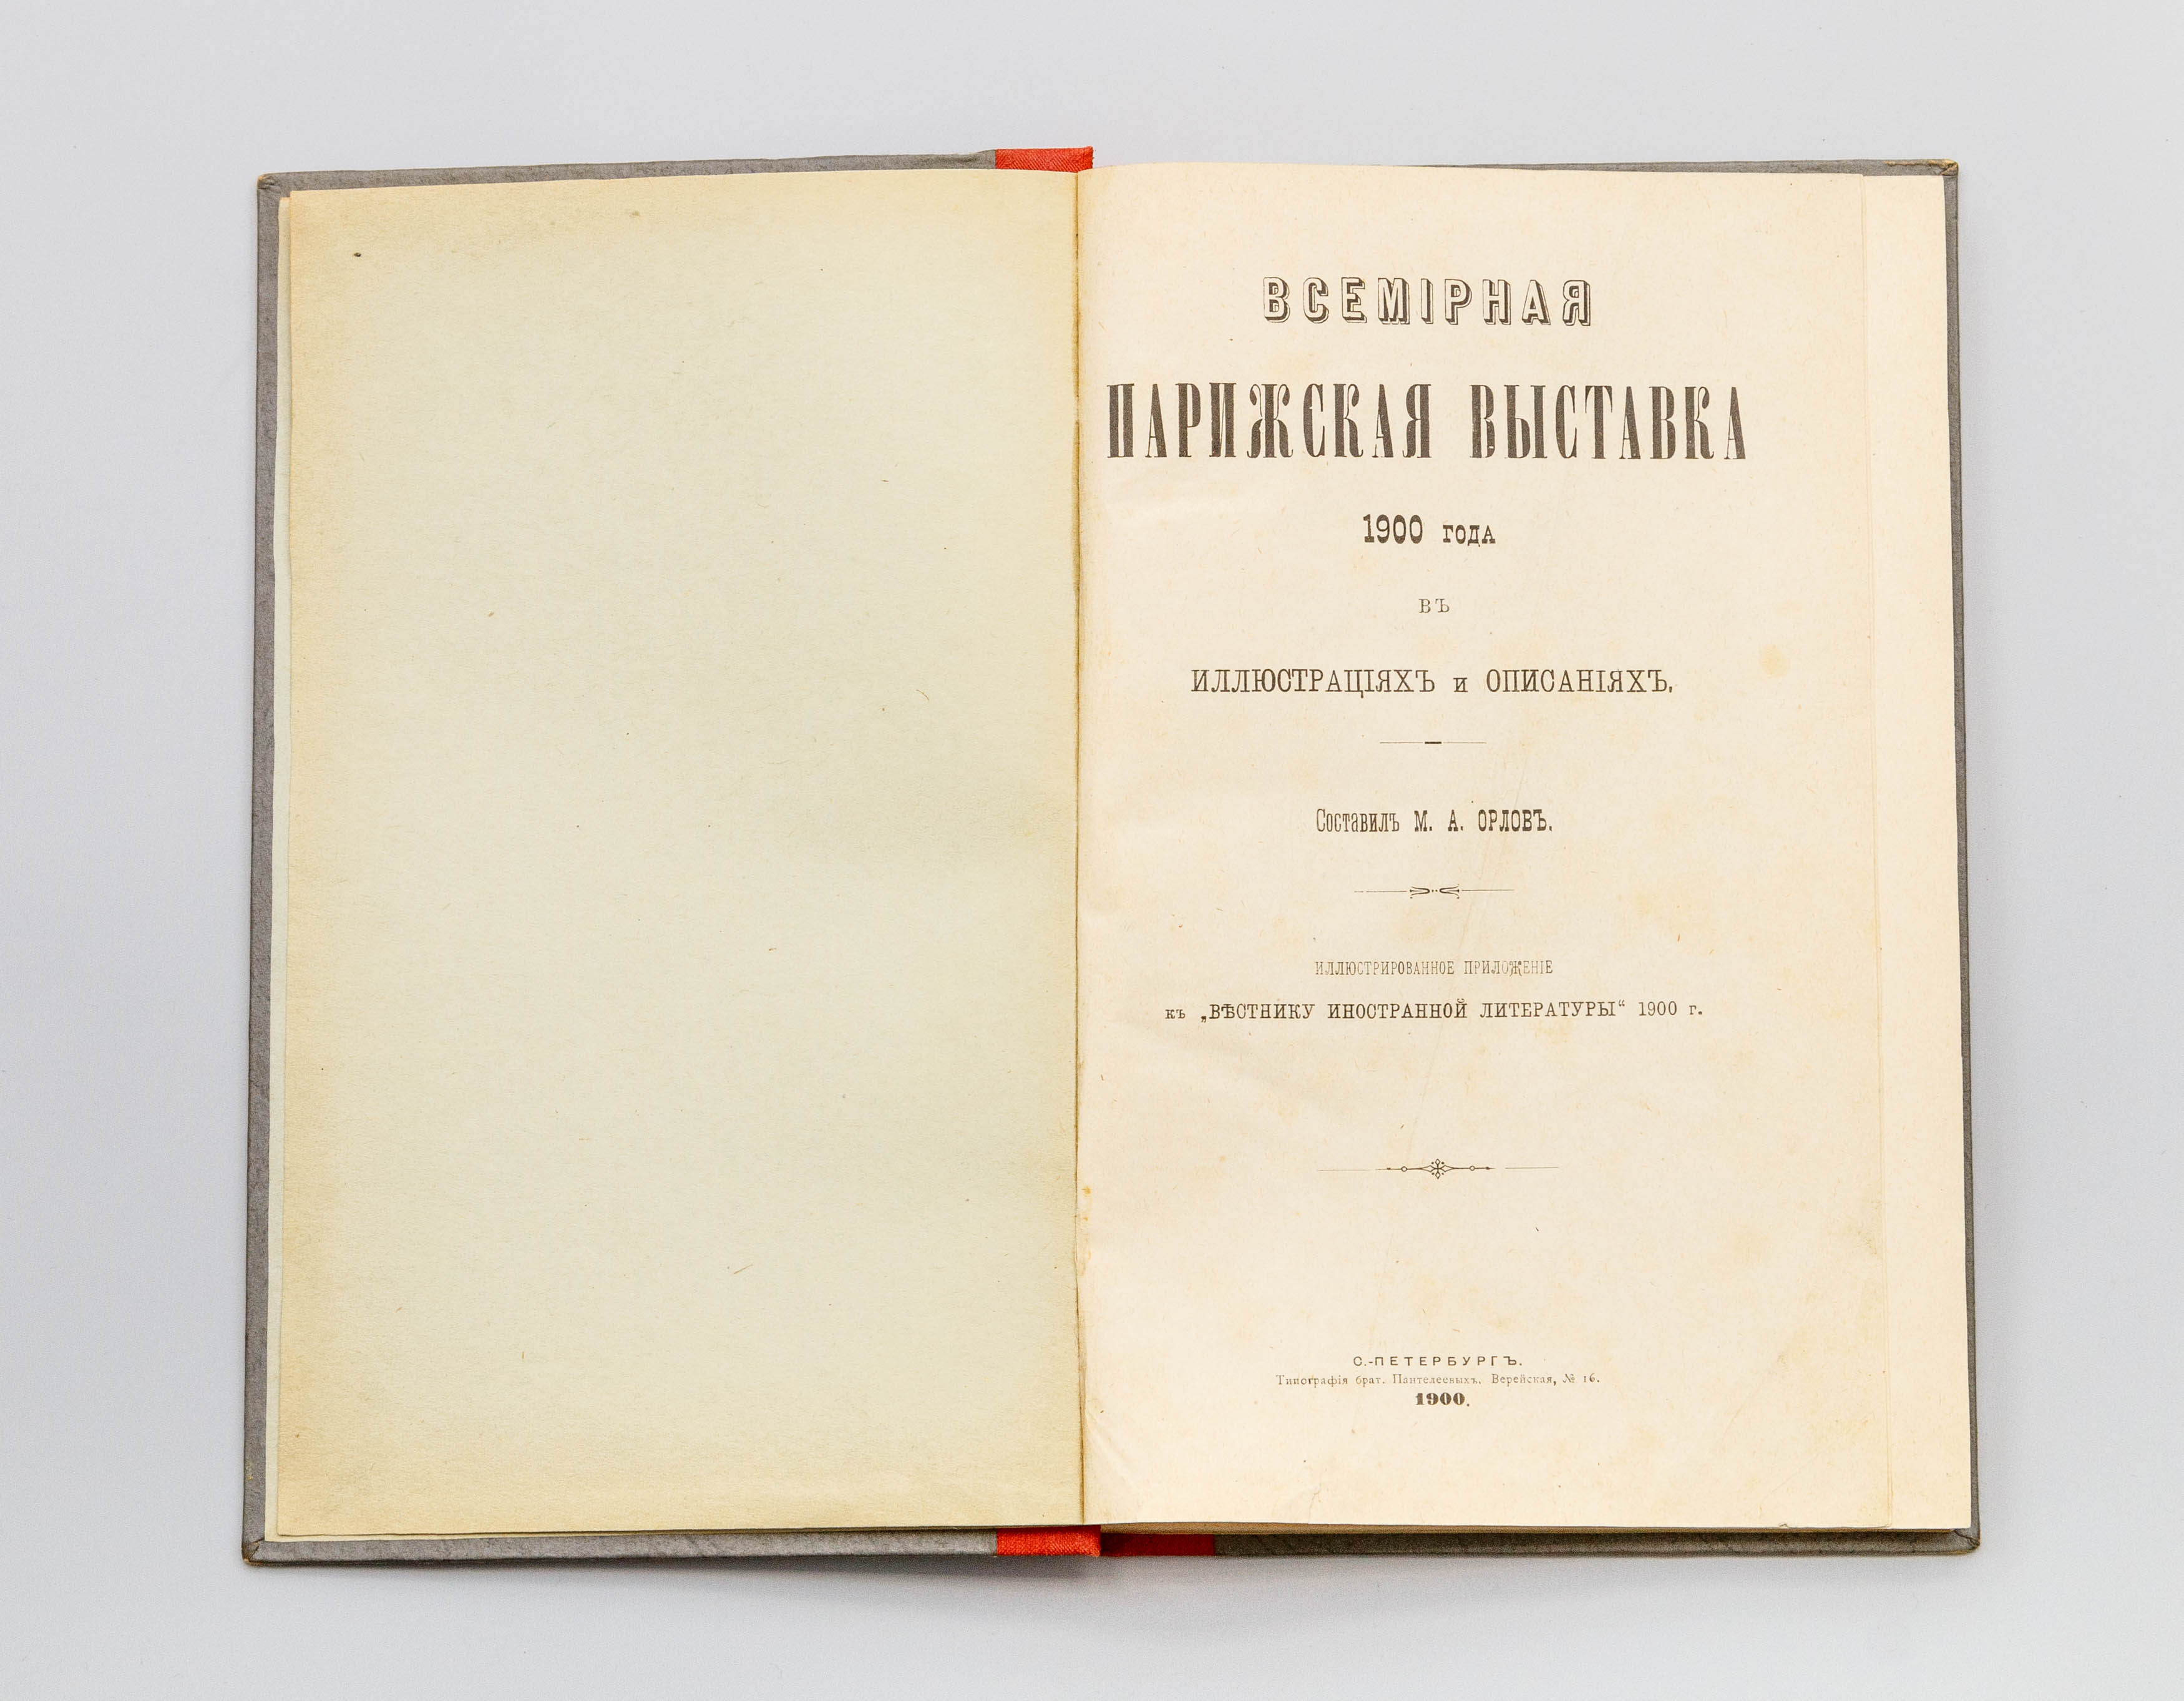 ВСЕМІРНАЯ
ПАРИЖСКАЯ ВЫСТАВКА
1900 года
ВЪ
ИЛЛЮСТРАЦІЯХЪ и ОПИСАНІЯХЪ.
Составилъ М. А. ОРЛОВЪ.
ИЛЛЮСТРИРОВАННОЕ ПРИЛОЖЕНІЕ
къ „ВѢСТНИКУ ИНОСТРАННОЙ ЛИТЕРАТУРЫ“ 1900 г.
С.-ПЕТЕРБУРГЪ.
Типографія брат. Пантелеевыхъ. Верейская, № 16.
1900.